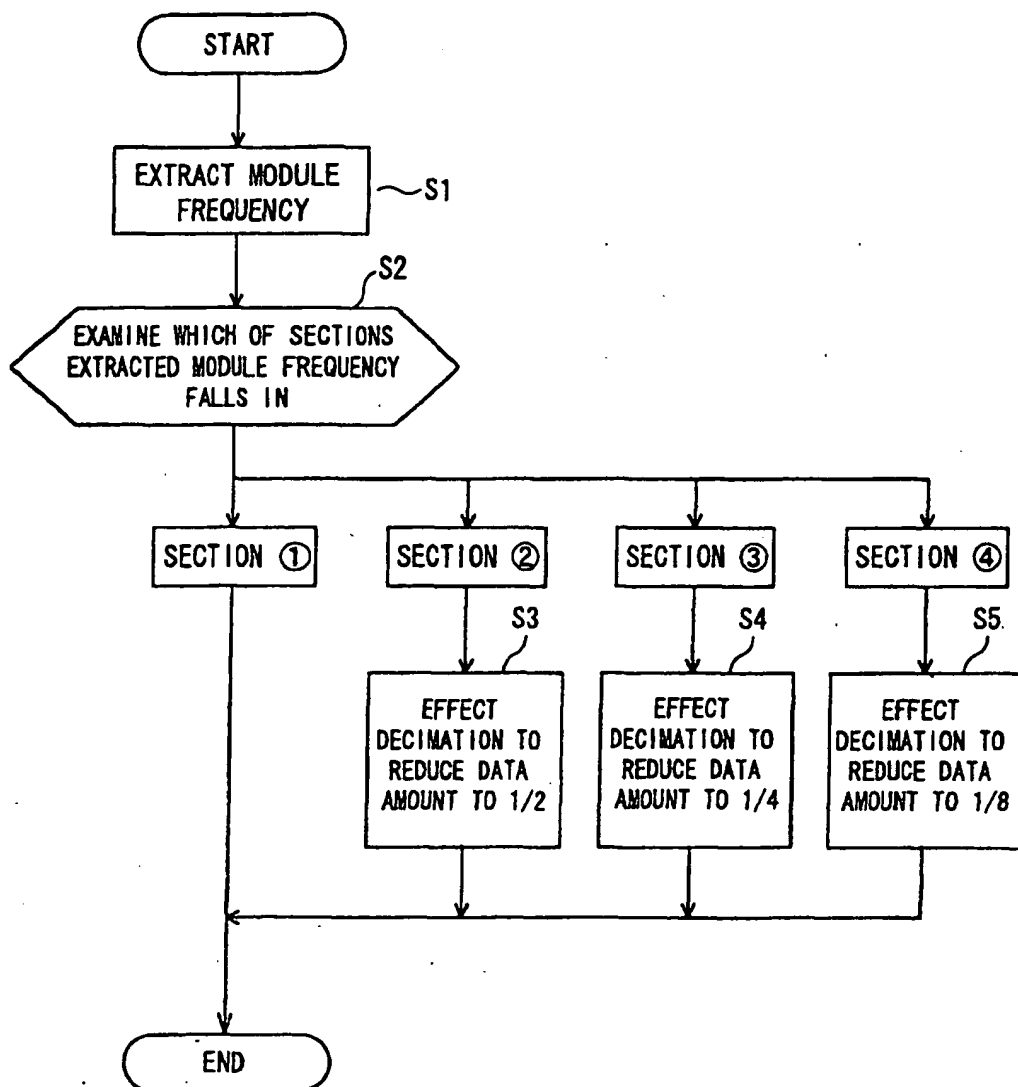 START
EXTRACT MODULE
FREQUENCY
S1
S2
EXAMINE WHICH OF SECTIONS
EXTRACTED MODULE FREQUENCY
FALLS IN
SECTION ①
SECTION ②
SECTION ③
SECTION ④
S3
S4
S5
EFFECT
DECIMATION TO
REDUCE DATA
AMOUNT TO 1/2
EFFECT
DECIMATION TO
REDUCE DATA
AMOUNT TO 1/4
EFFECT
DECIMATION TO
REDUCE DATA
AMOUNT TO 1/8
END